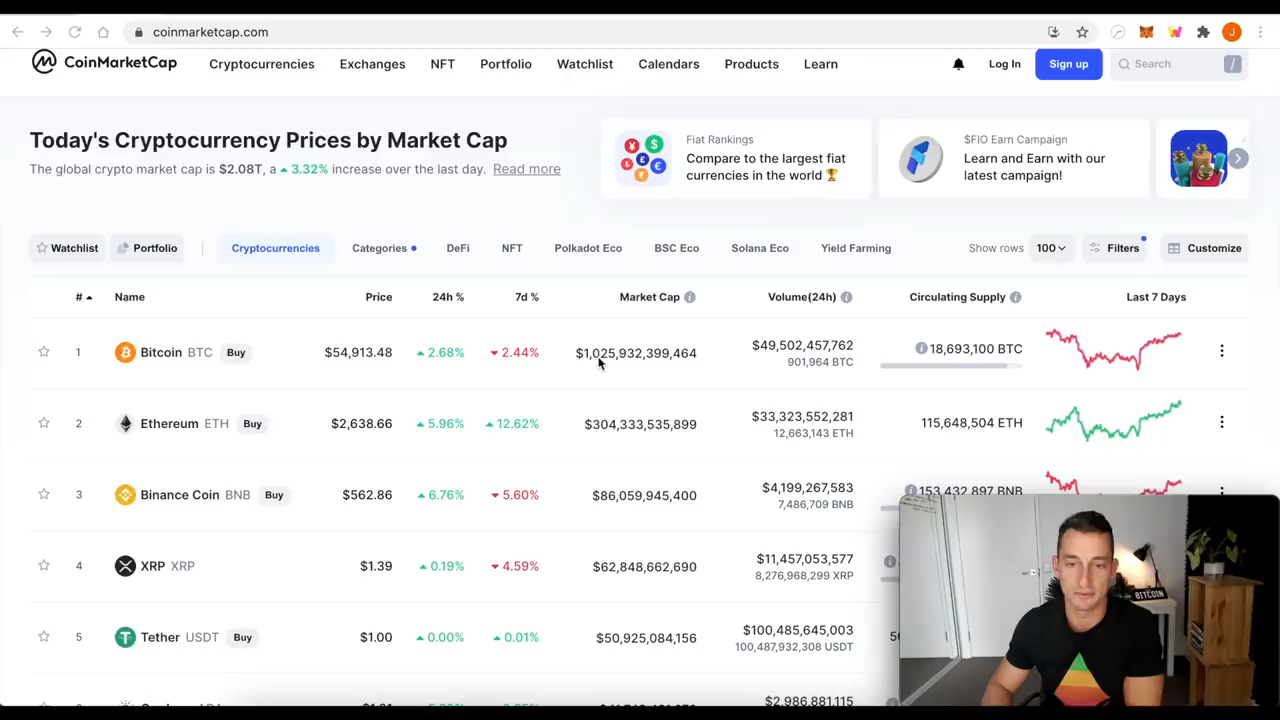 coinmarketcap.com
J
CoinMarketCap Cryptocurrencies Exchanges NFT Portfolio Watchlist Calendars Products Learn Log In Sign up Search /
Today's Cryptocurrency Prices by Market Cap
The global crypto market cap is $2.08T, a 3.32% increase over the last day. Read more
Fiat Rankings
Compare to the largest fiat
currencies in the world
$FIO Earn Campaign
Learn and Earn with our
latest campaign!
Watchlist Portfolio Cryptocurrencies Categories DeFi NFT Polkadot Eco BSC Eco Solana Eco Yield Farming Show rows 100 Filters Customize
# Name Price 24h % 7d % Market Cap Volume(24h) Circulating Supply Last 7 Days
1 Bitcoin BTC Buy $54,913.48 2.68% 2.44% $1,025,932,399,464 $49,502,457,762 18,693,100 BTC
901,964 BTC
2 Ethereum ETH Buy $2,638.66 5.96% 12.62% $304,333,535,899 $33,323,552,281 115,648,504 ETH
12,663,143 ETH
3 Binance Coin BNB Buy $562.86 6.76% 5.60% $86,059,945,400 $4,199,267,583 153,432,897 BNB
7,486,709 BNB
4 XRP XRP $1.39 0.19% 4.59% $62,848,662,690 $11,457,053,577
8,276,968,299 XRP
5 Tether USDT Buy $1.00 0.00% 0.01% $50,925,084,156 $100,485,645,003
100,487,932,308 USDT
$2,986,881,115
BITCOIN